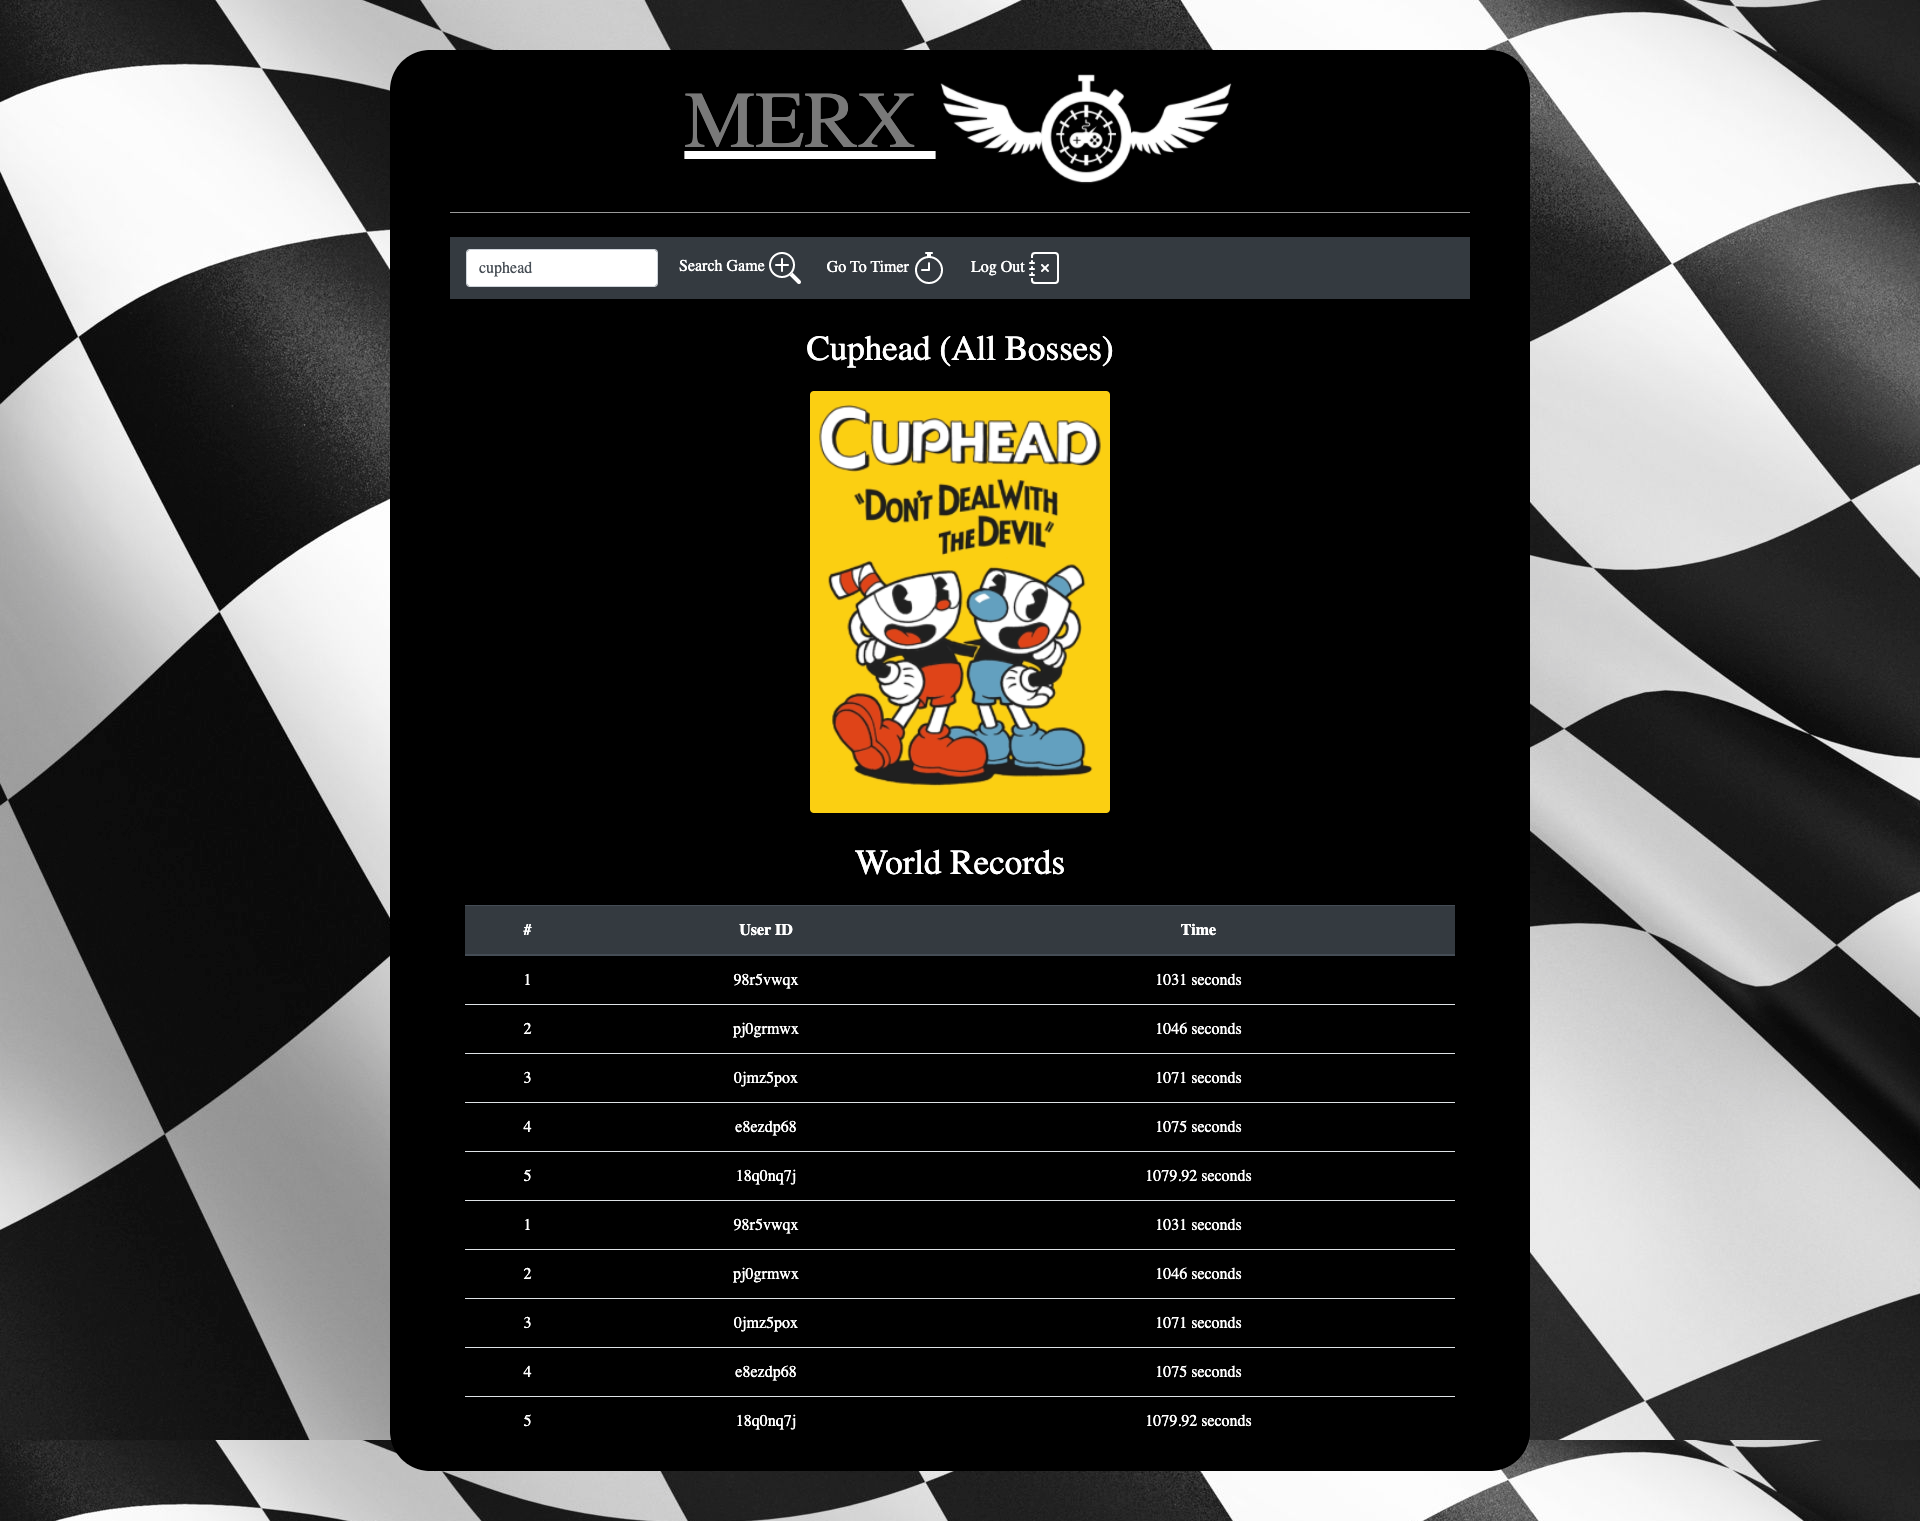 MERX
cuphead Search Game Go To Timer Log Out
Cuphead (All Bosses)
CUPHEAD
"DON'T DEAL WITH
THE DEVIL"
World Records
# User ID Time
1 98r5vwqx 1031 seconds
2 pj0grmwx 1046 seconds
3 0jmz5pox 1071 seconds
4 e8ezdp68 1075 seconds
5 18q0nq7j 1079.92 seconds
1 98r5vwqx 1031 seconds
2 pj0grmwx 1046 seconds
3 0jmz5pox 1071 seconds
4 e8ezdp68 1075 seconds
5 18q0nq7j 1079.92 seconds